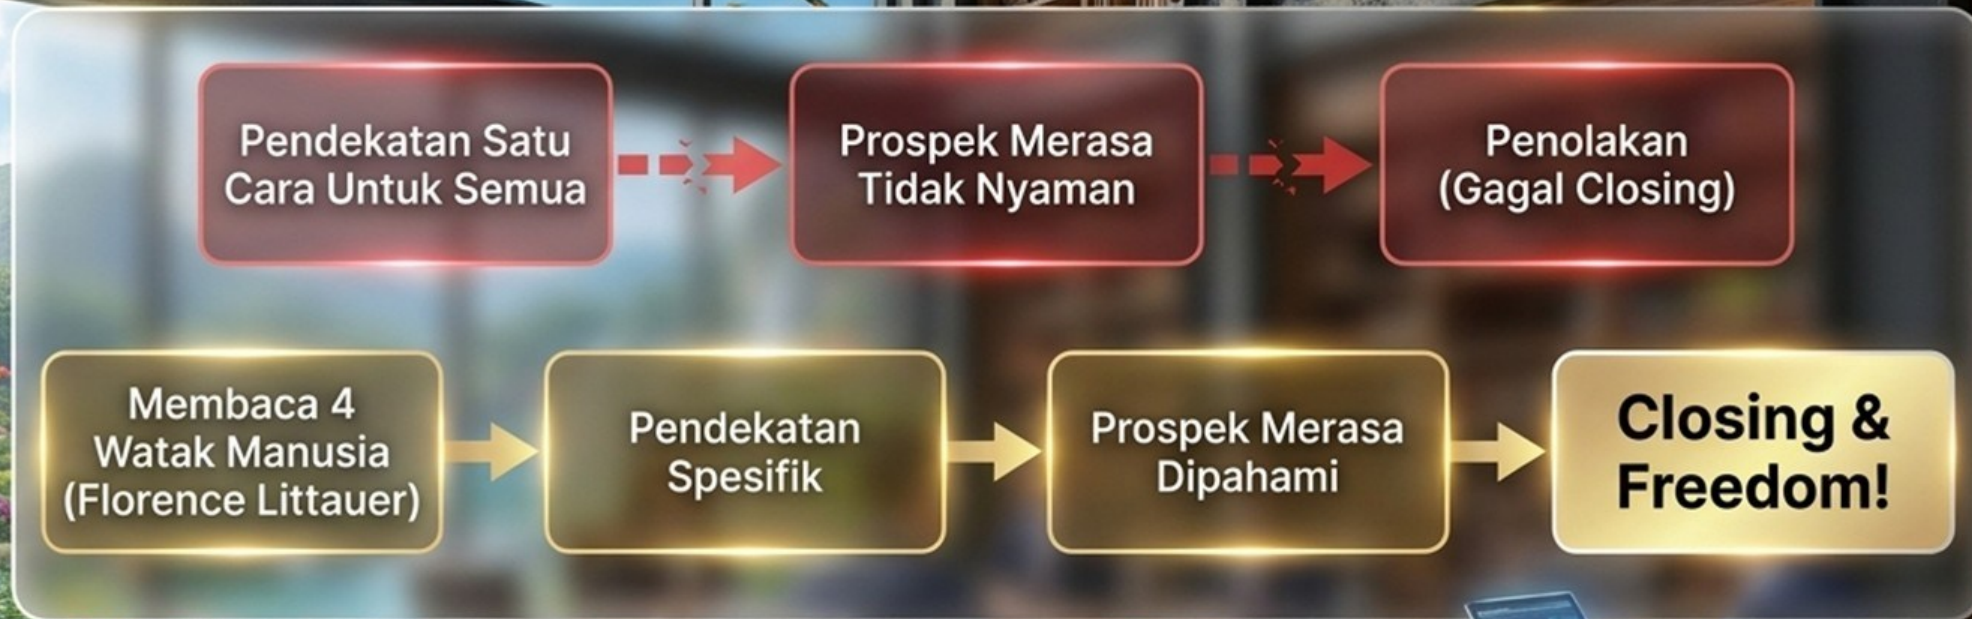 Pendekatan Satu
Cara Untuk Semua
Prospek Merasa
Tidak Nyaman
Penolakan
(Gagal Closing)
Membaca 4
Watak Manusia
(Florence Littauer)
Pendekatan
Spesifik
Prospek Merasa
Dipahami
Closing &
Freedom!